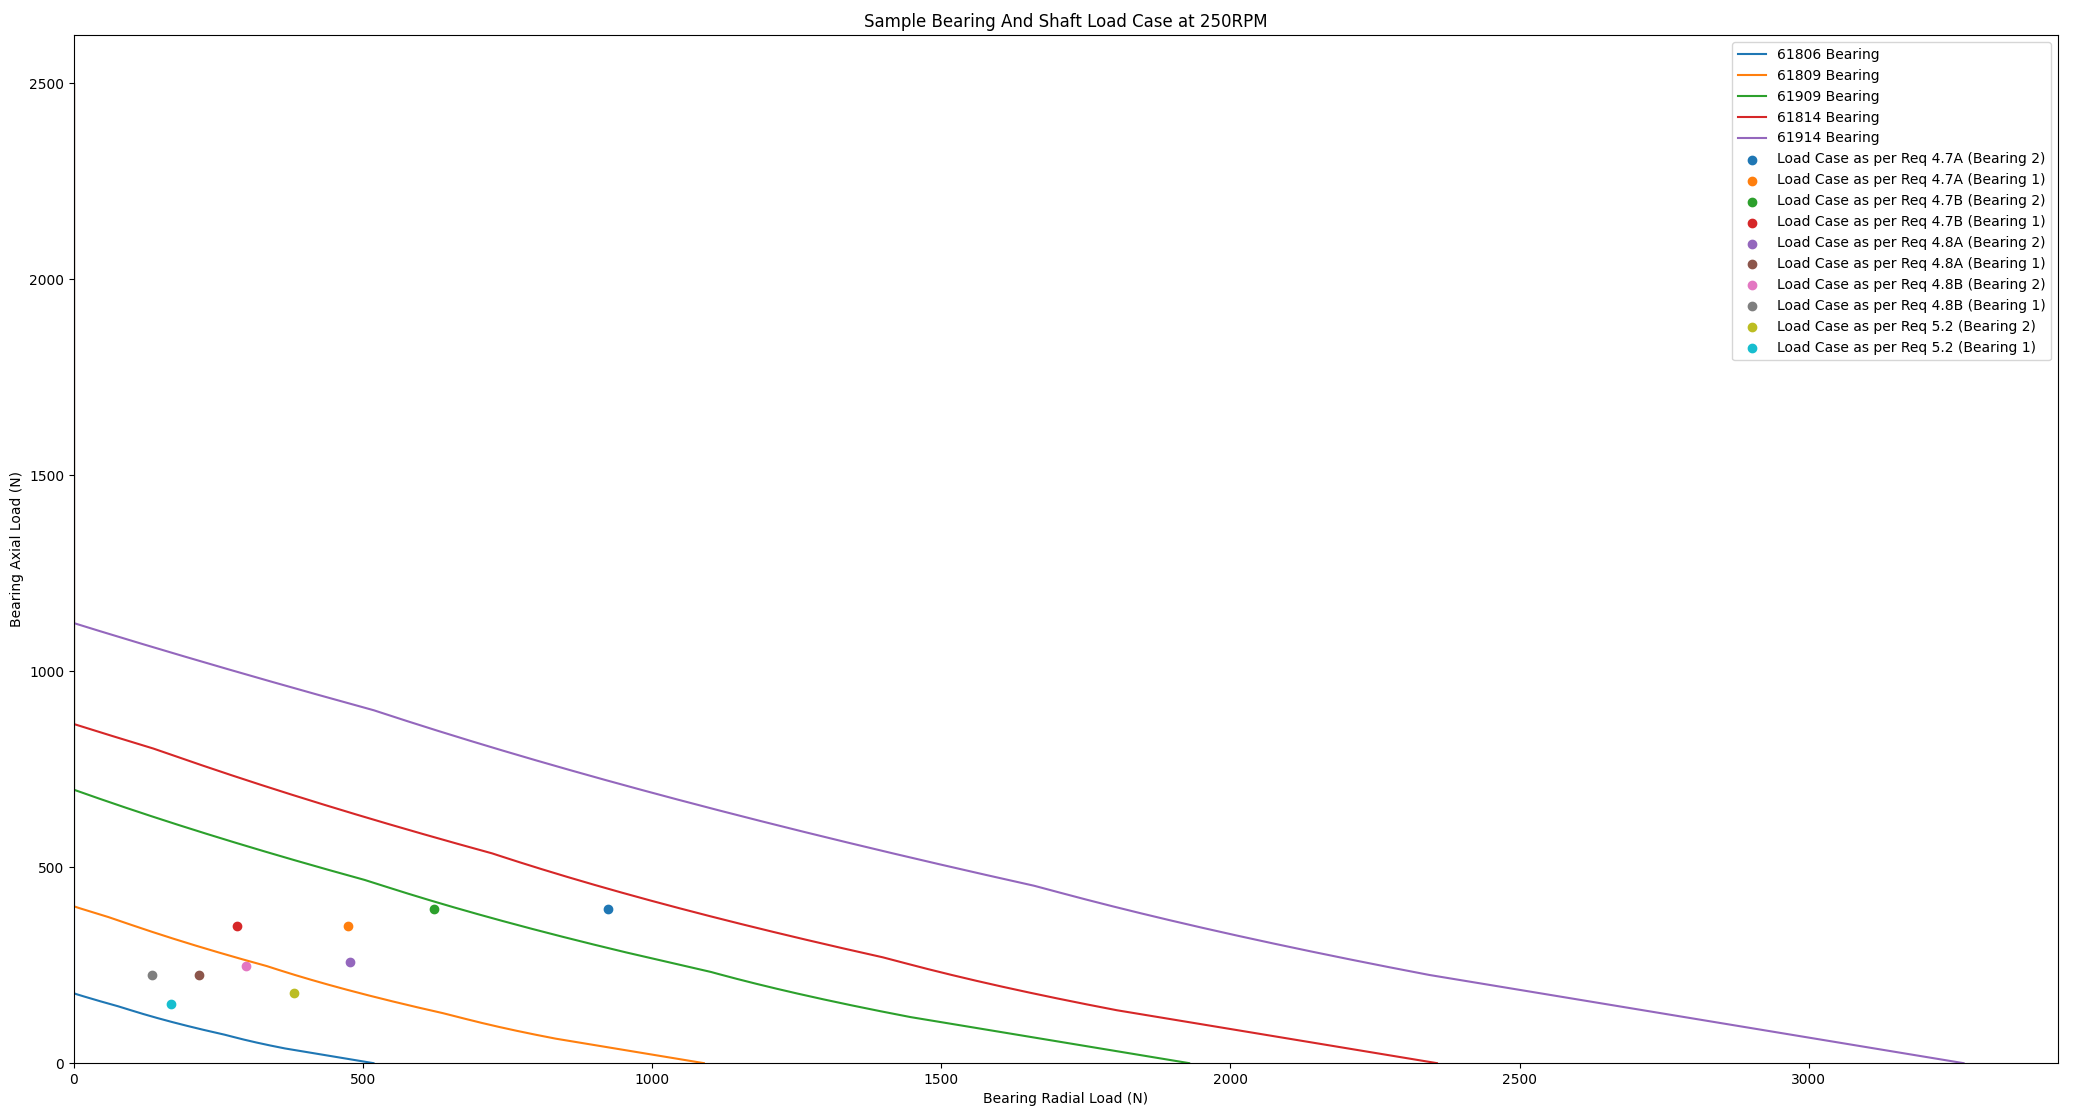 Sample Bearing And Shaft Load Case at 250RPM
61806 Bearing
61809 Bearing
61909 Bearing
61814 Bearing
61914 Bearing
Load Case as per Req 4.7A (Bearing 2)
Load Case as per Req 4.7A (Bearing 1)
Load Case as per Req 4.7B (Bearing 2)
Load Case as per Req 4.7B (Bearing 1)
Load Case as per Req 4.8A (Bearing 2)
Load Case as per Req 4.8A (Bearing 1)
Load Case as per Req 4.8B (Bearing 2)
Load Case as per Req 4.8B (Bearing 1)
Load Case as per Req 5.2 (Bearing 2)
Load Case as per Req 5.2 (Bearing 1)
Bearing Axial Load (N)
2500
2000
1500
1000
500
0
0 500 1000 1500 2000 2500 3000
Bearing Radial Load (N)